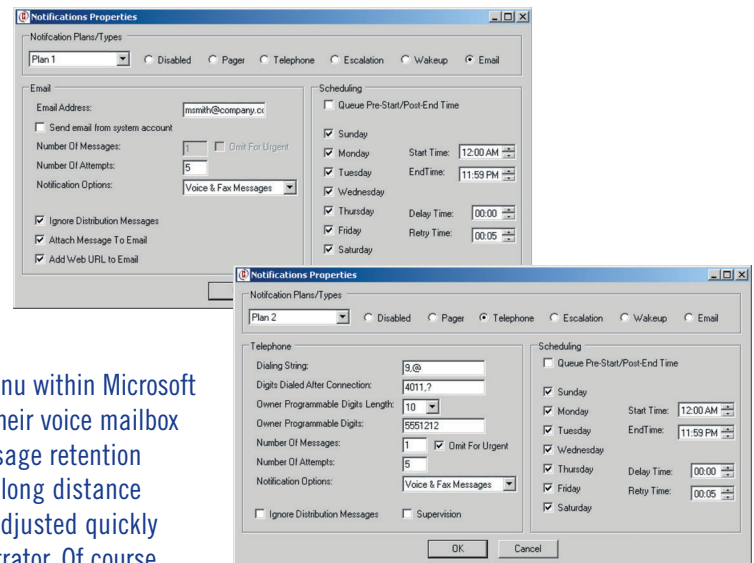 Notifications Properties
Notifcation Plans/Types
Plan 1 Disabled Pager Telephone Escalation Wakeup Email
Email
Email Address: msmith@company.cc
Send email from system account
Number Of Messages: 1 Omit For Urgent
Number Of Attempts: 5
Notification Options: Voice & Fax Messages
Ignore Distribution Messages
Attach Message To Email
Add Web URL to Email
Scheduling
Queue Pre-Start/Post-End Time
Sunday
Monday Start Time: 12:00 AM
Tuesday EndTime: 11:59 PM
Wednesday
Thursday Delay Time: 00:00
Friday Retry Time: 00:05
Saturday
Notifications Properties
Notifcation Plans/Types
Plan 2 Disabled Pager Telephone Escalation Wakeup Email
Telephone
Dialing String: 9,@
Digits Dialed After Connection: 4011,?
Owner Programmable Digits Length: 10
Owner Programmable Digits: 5551212
Number Of Messages: 1 Omit For Urgent
Number Of Attempts: 5
Notification Options: Voice & Fax Messages
Ignore Distribution Messages Supervision
Scheduling
Queue Pre-Start/Post-End Time
Sunday
Monday Start Time: 12:00 AM
Tuesday EndTime: 11:59 PM
Wednesday
Thursday Delay Time: 00:00
Friday Retry Time: 00:05
Saturday
OK Cancel
nu within Microsoft
heir voice mailbox
sage retention
long distance
djusted quickly
trator. Of course